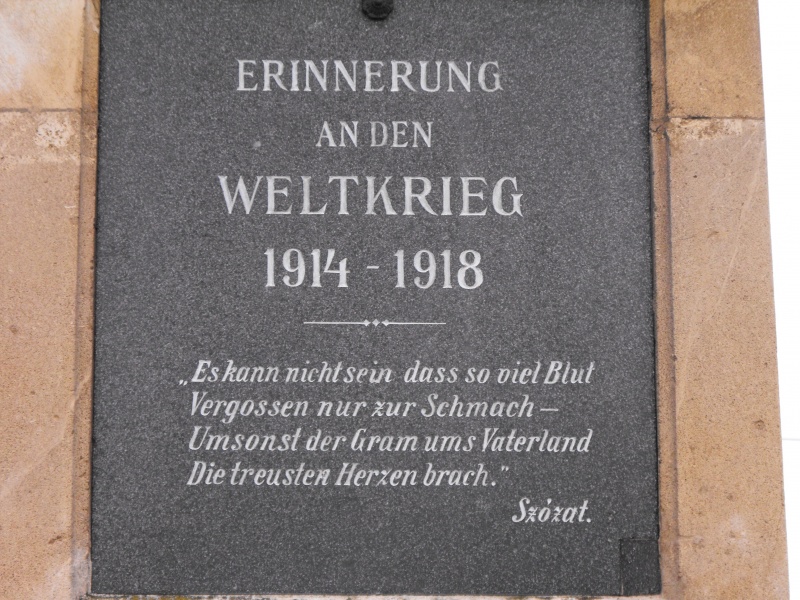 ERINNERUNG
AN DEN
WELTKRIEG
1914 - 1918
„Es kann nicht sein dass so viel Blut
Vergossen nur zur Schmach –
Umsonst der Gram ums Vaterland
Die treusten Herzen brach."
Szózat.